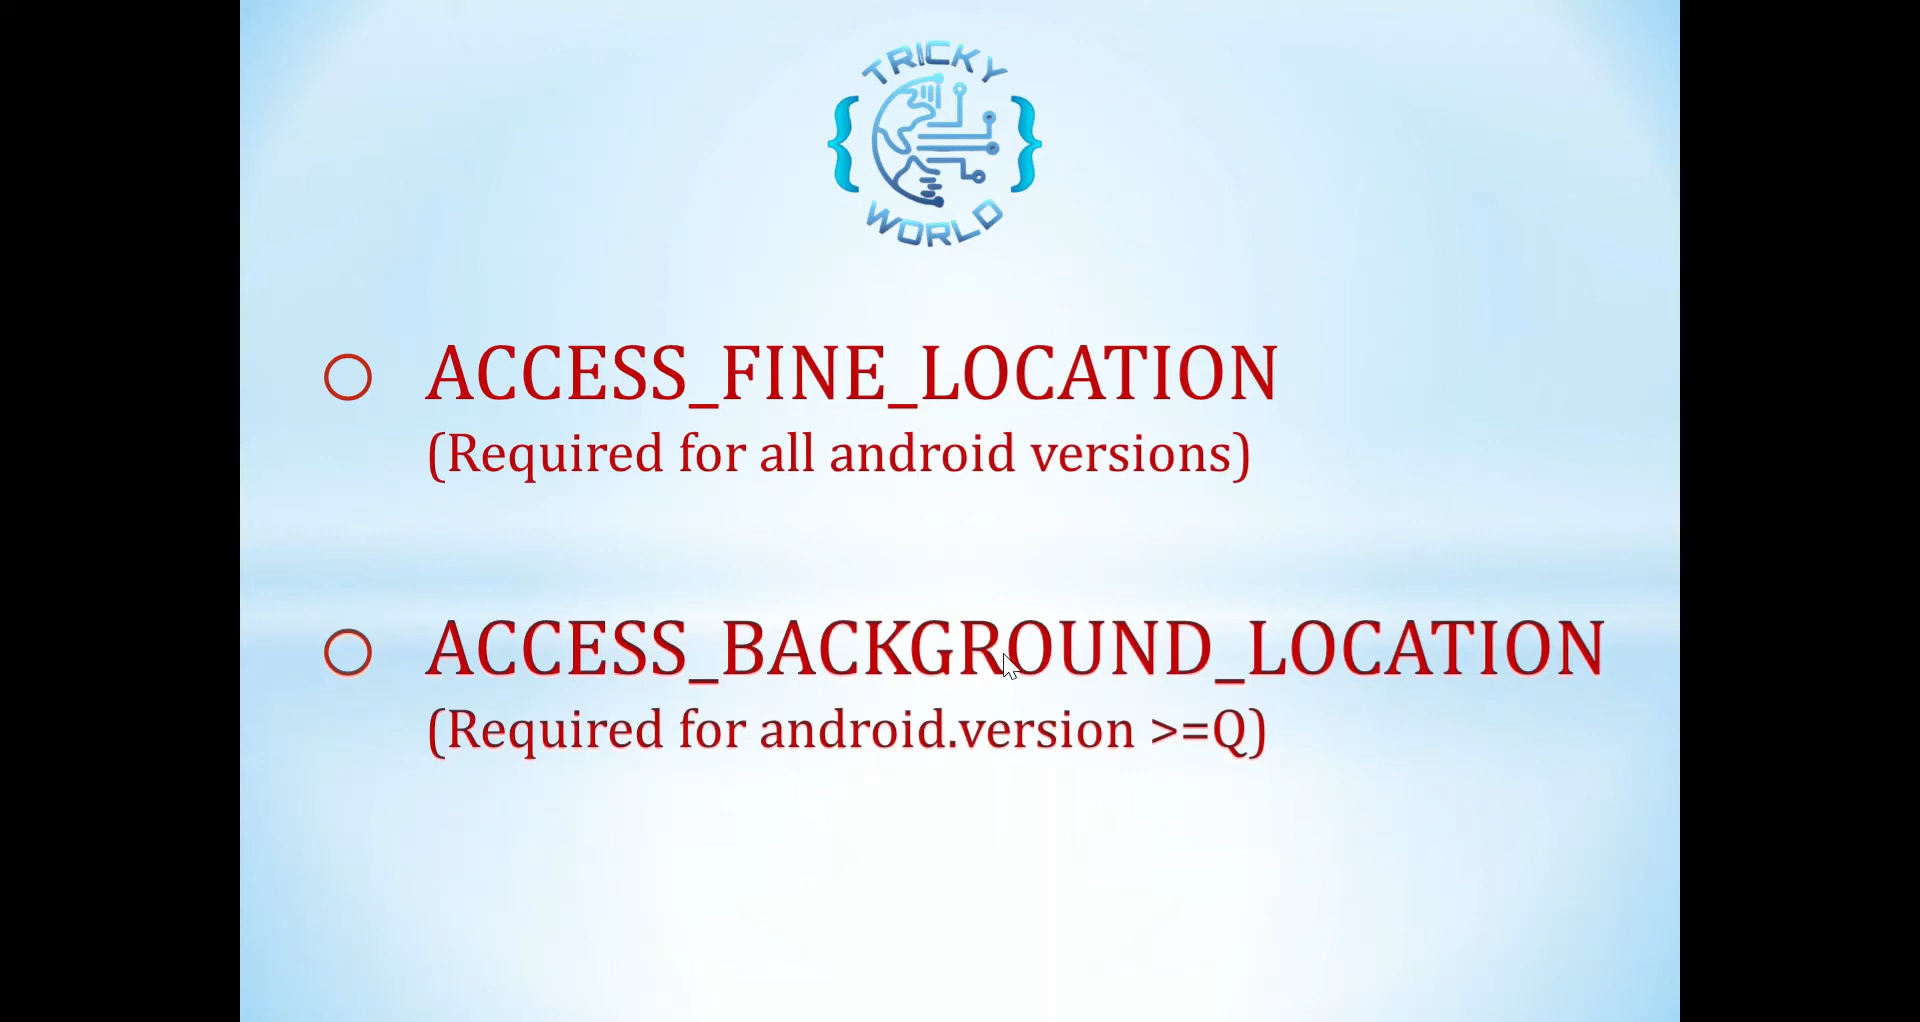 TRICKY
WORLD
ACCESS_FINE_LOCATION
(Required for all android versions)
ACCESS_BACKGROUND_LOCATION
(Required for android.version >=Q)